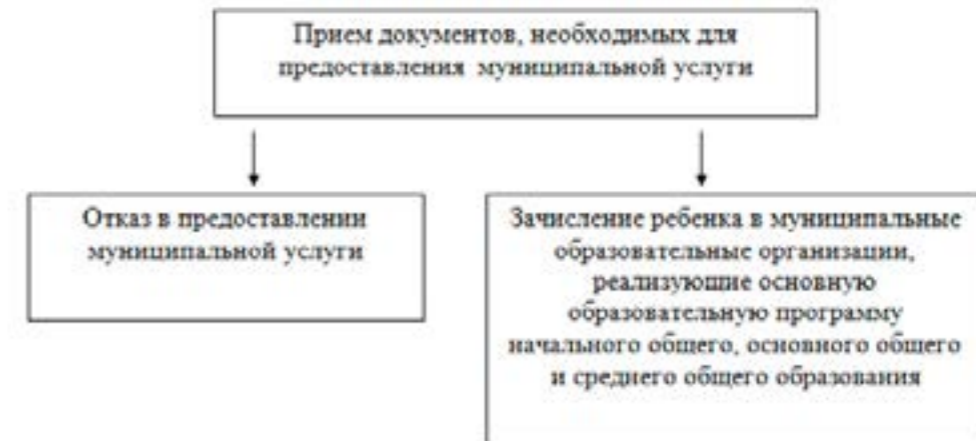 Прием документов, необходимых для
предоставления муниципальной услуги
Отказ в предоставлении
муниципальной услуги
Зачисление ребенка в муниципальные
образовательные организации,
реализующие основную
образовательную программу
начального общего, основного общего
и среднего общего образования